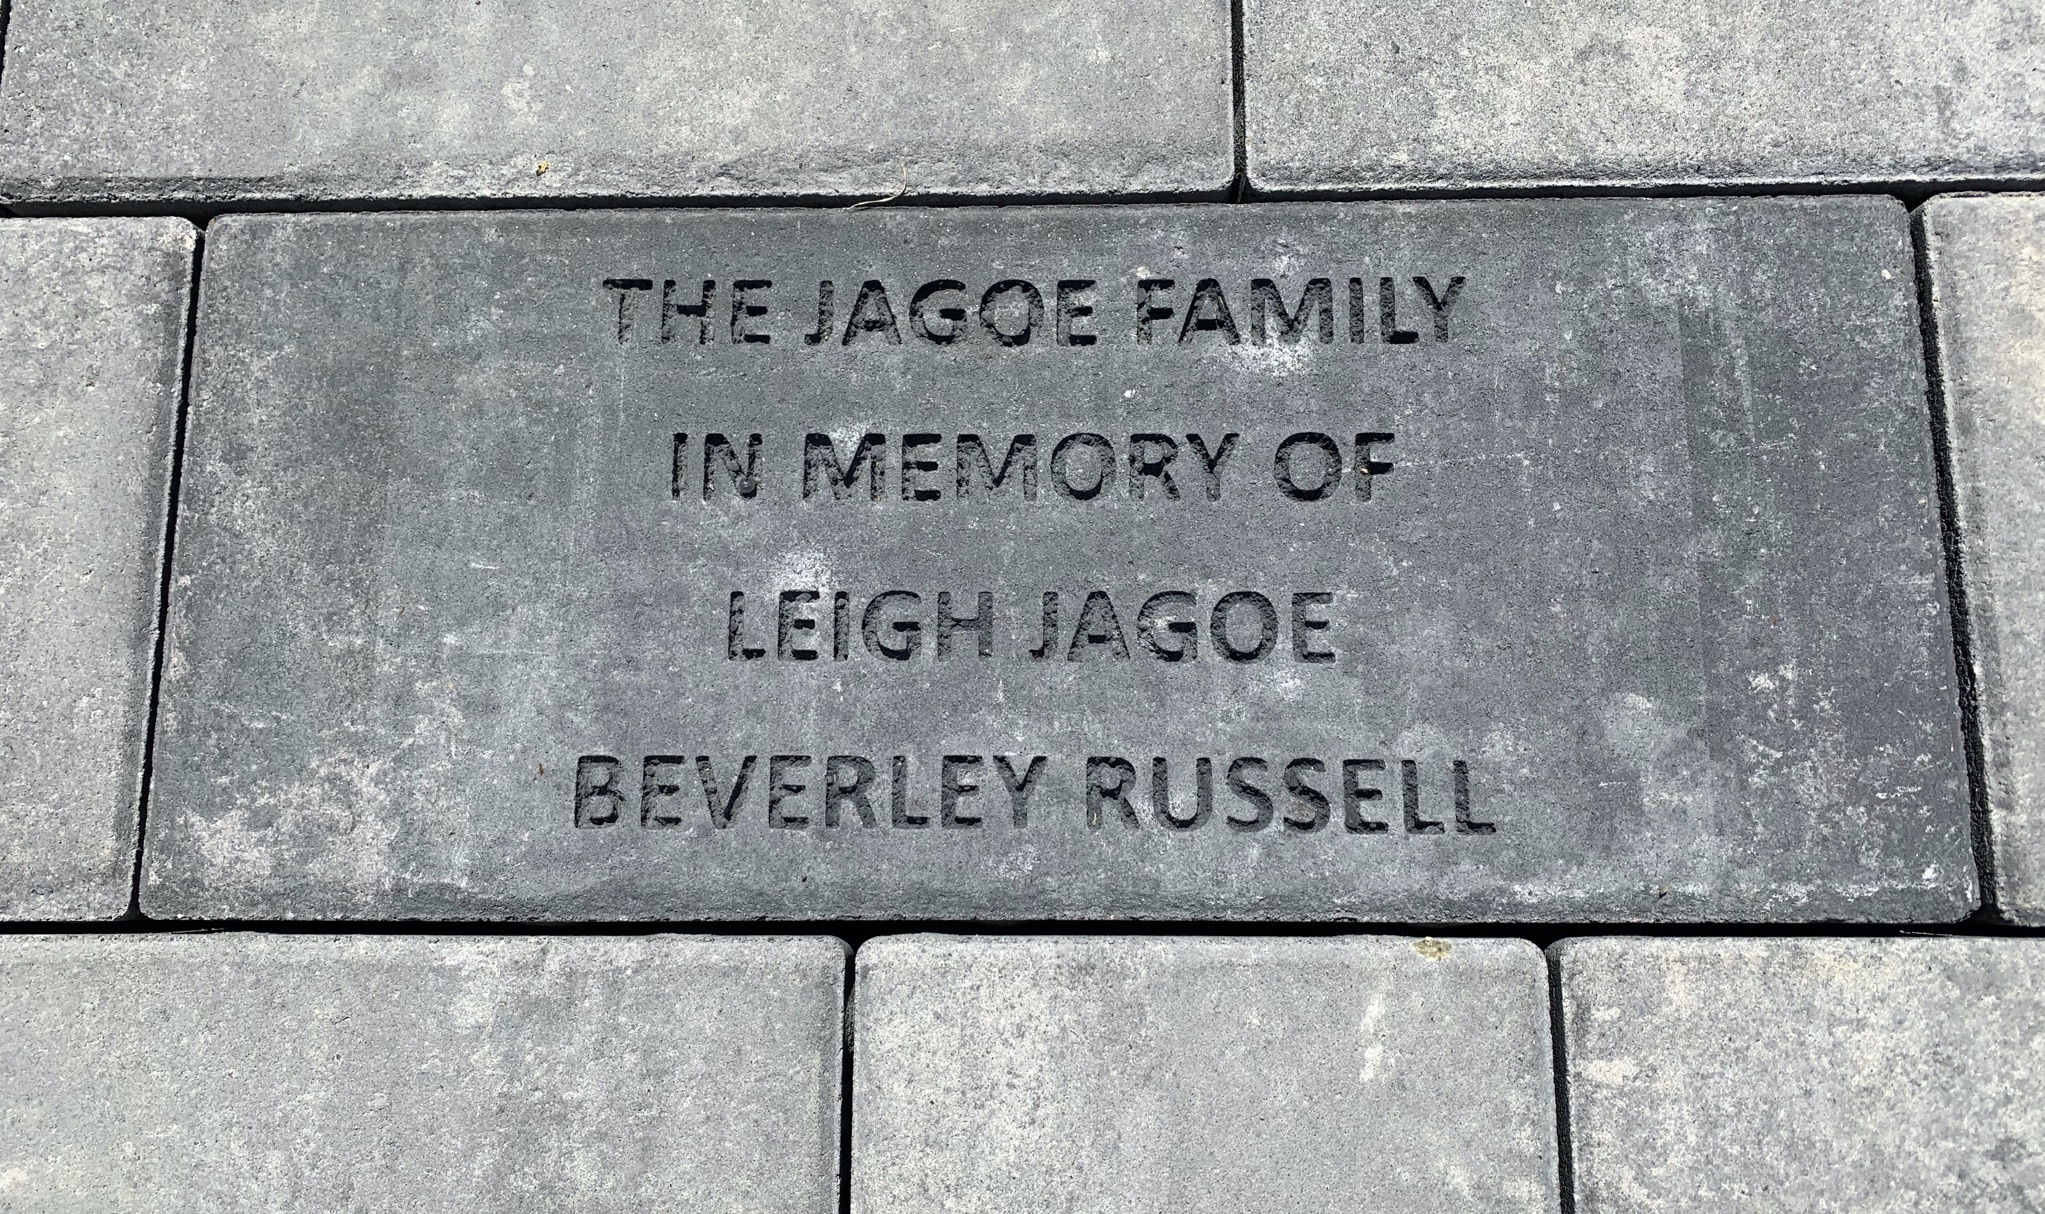 THE JAGOE FAMILY
IN MEMORY OF
LEIGH JAGOE
BEVERLEY RUSSELL